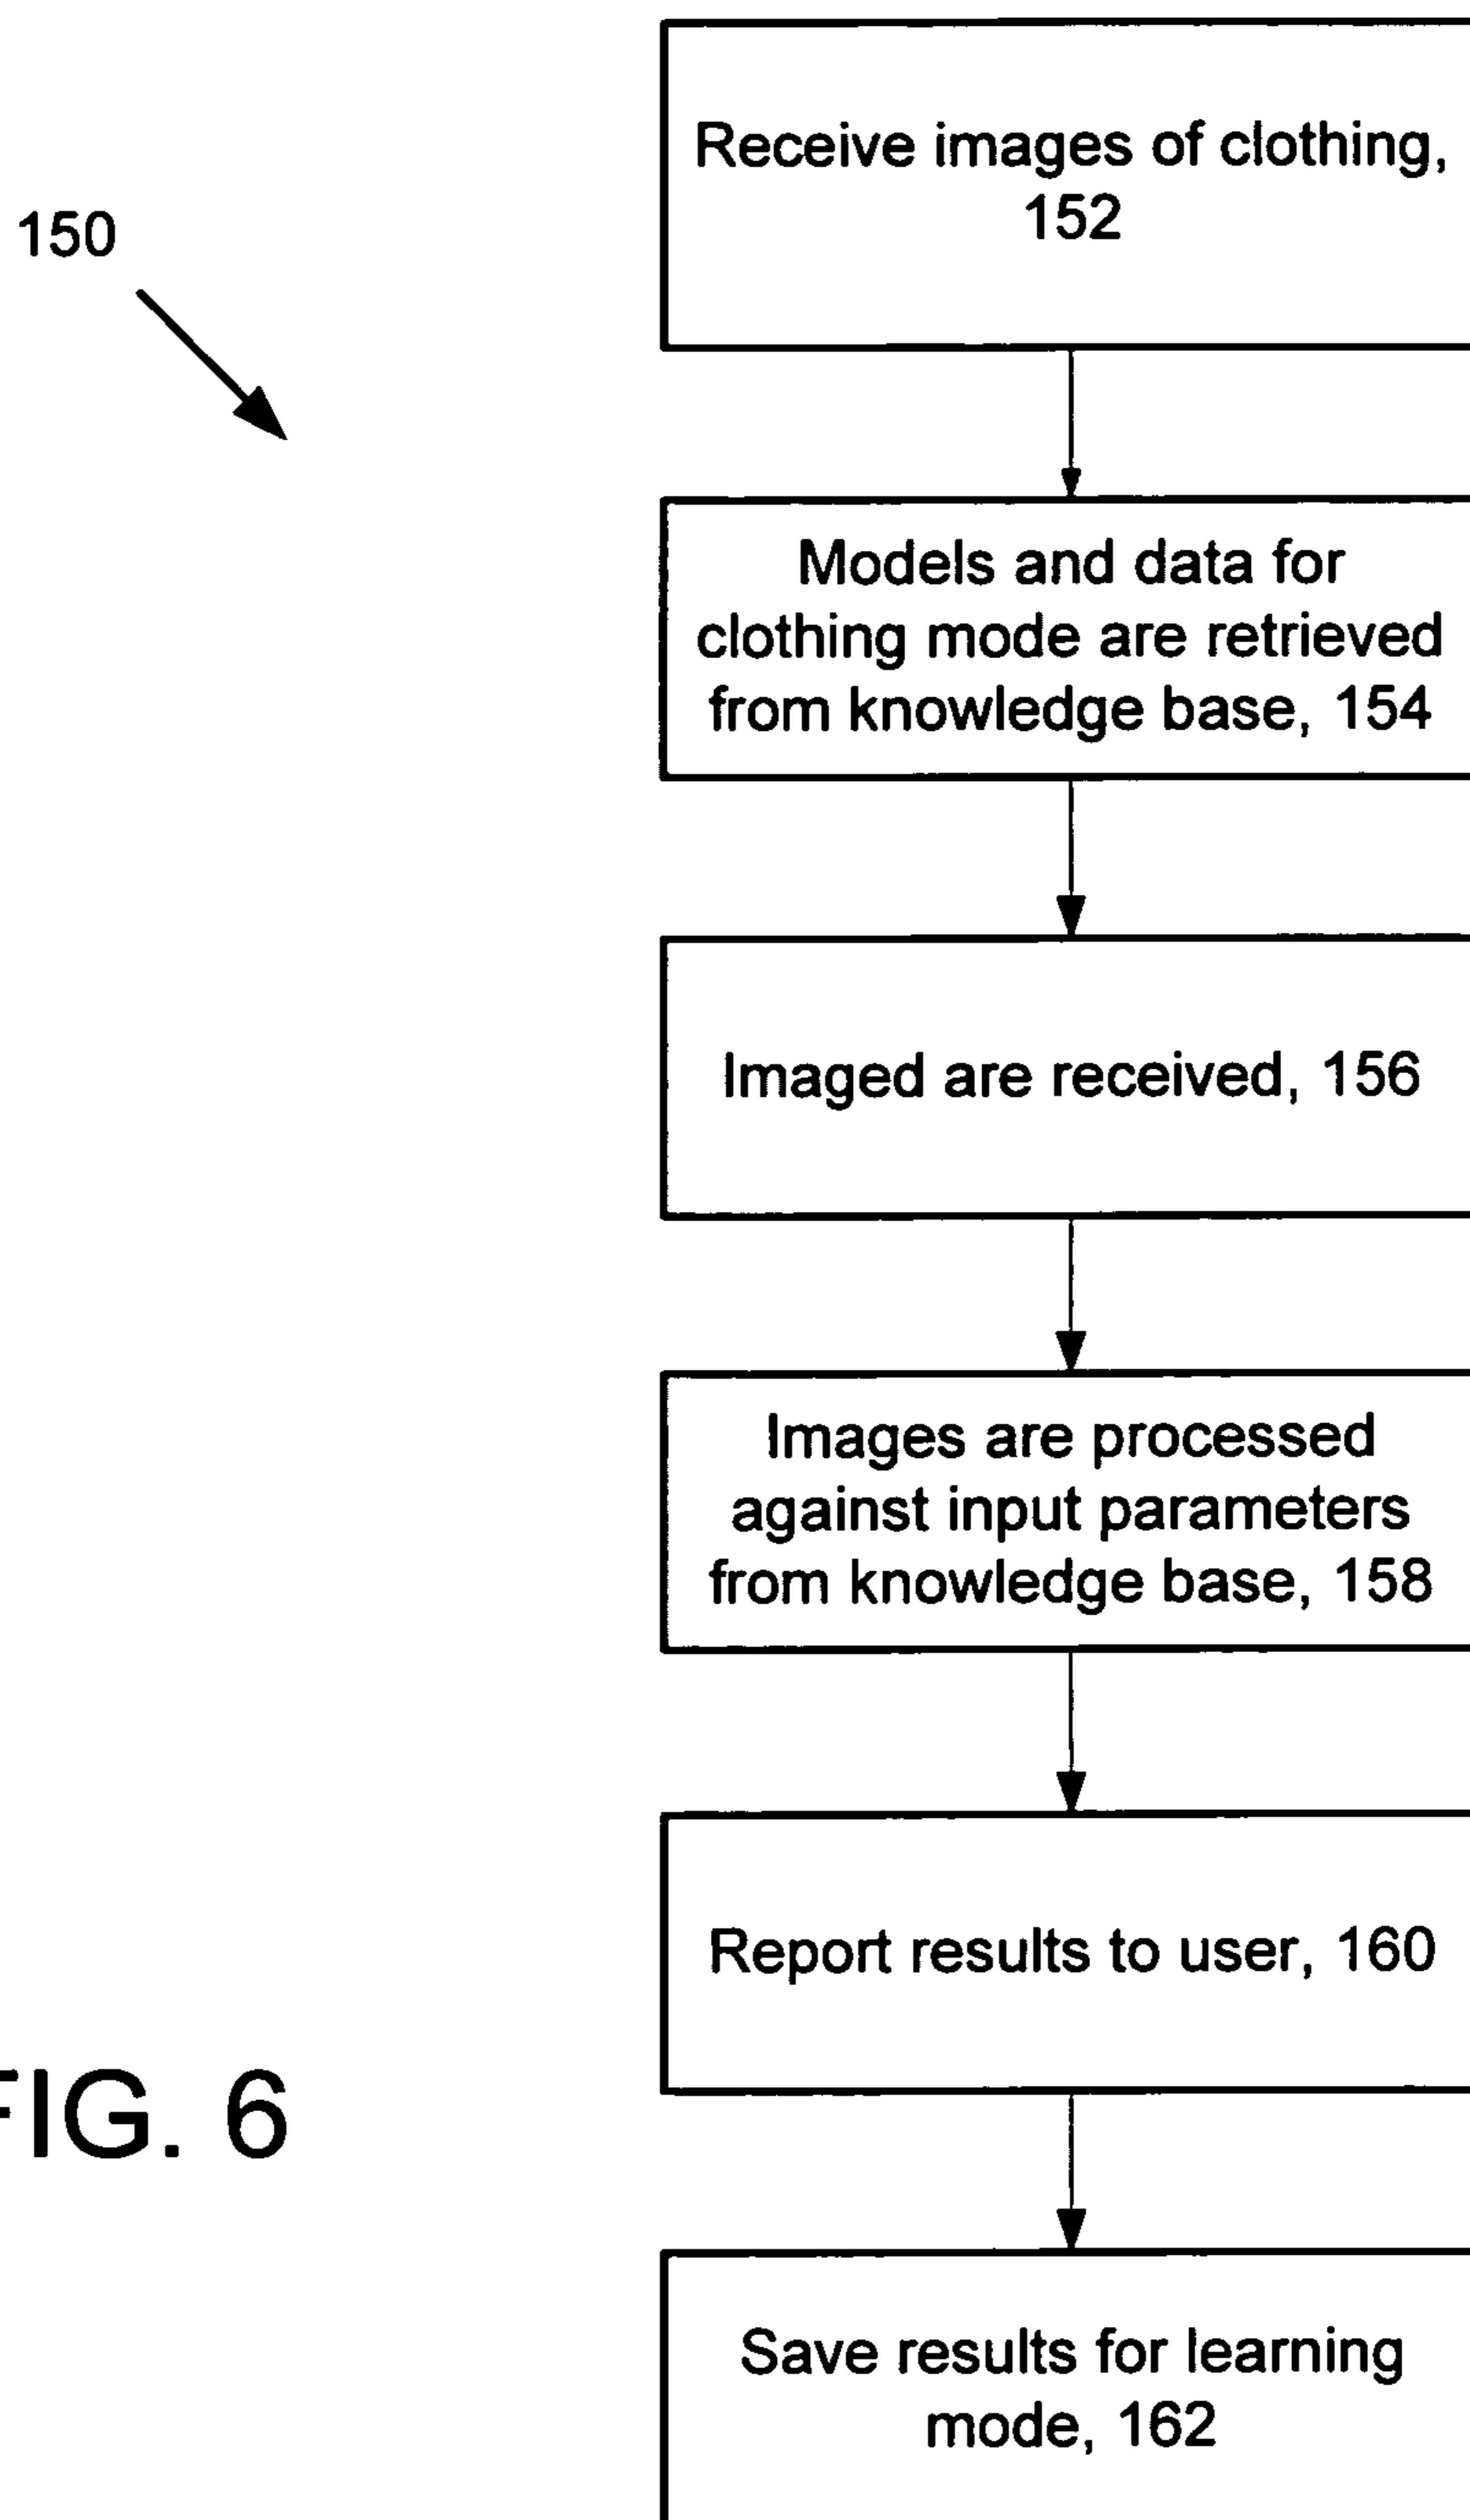 Receive images of clothing,
152
150
Models and data for
clothing mode are retrieved
from knowledge base, 154
Imaged are received, 156
Images are processed
against input parameters
from knowledge base, 158
Report results to user, 160
FIG. 6
Save results for learning
mode, 162